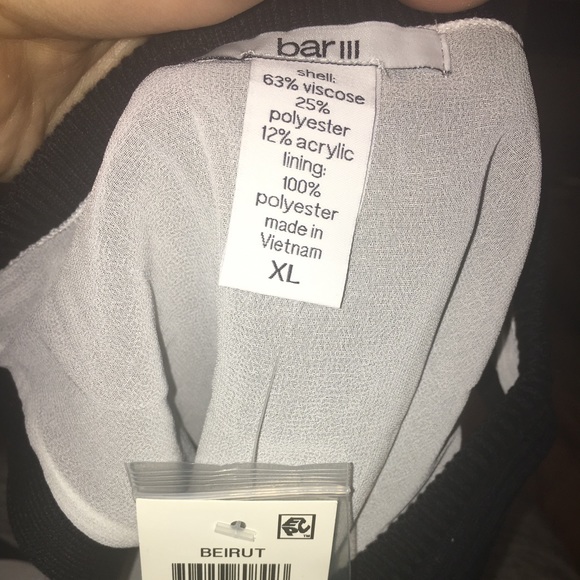 bar III
shell:
63% viscose
25%
polyester
12% acrylic
lining:
100%
polyester
made in
Vietnam
XL
BEIRUT